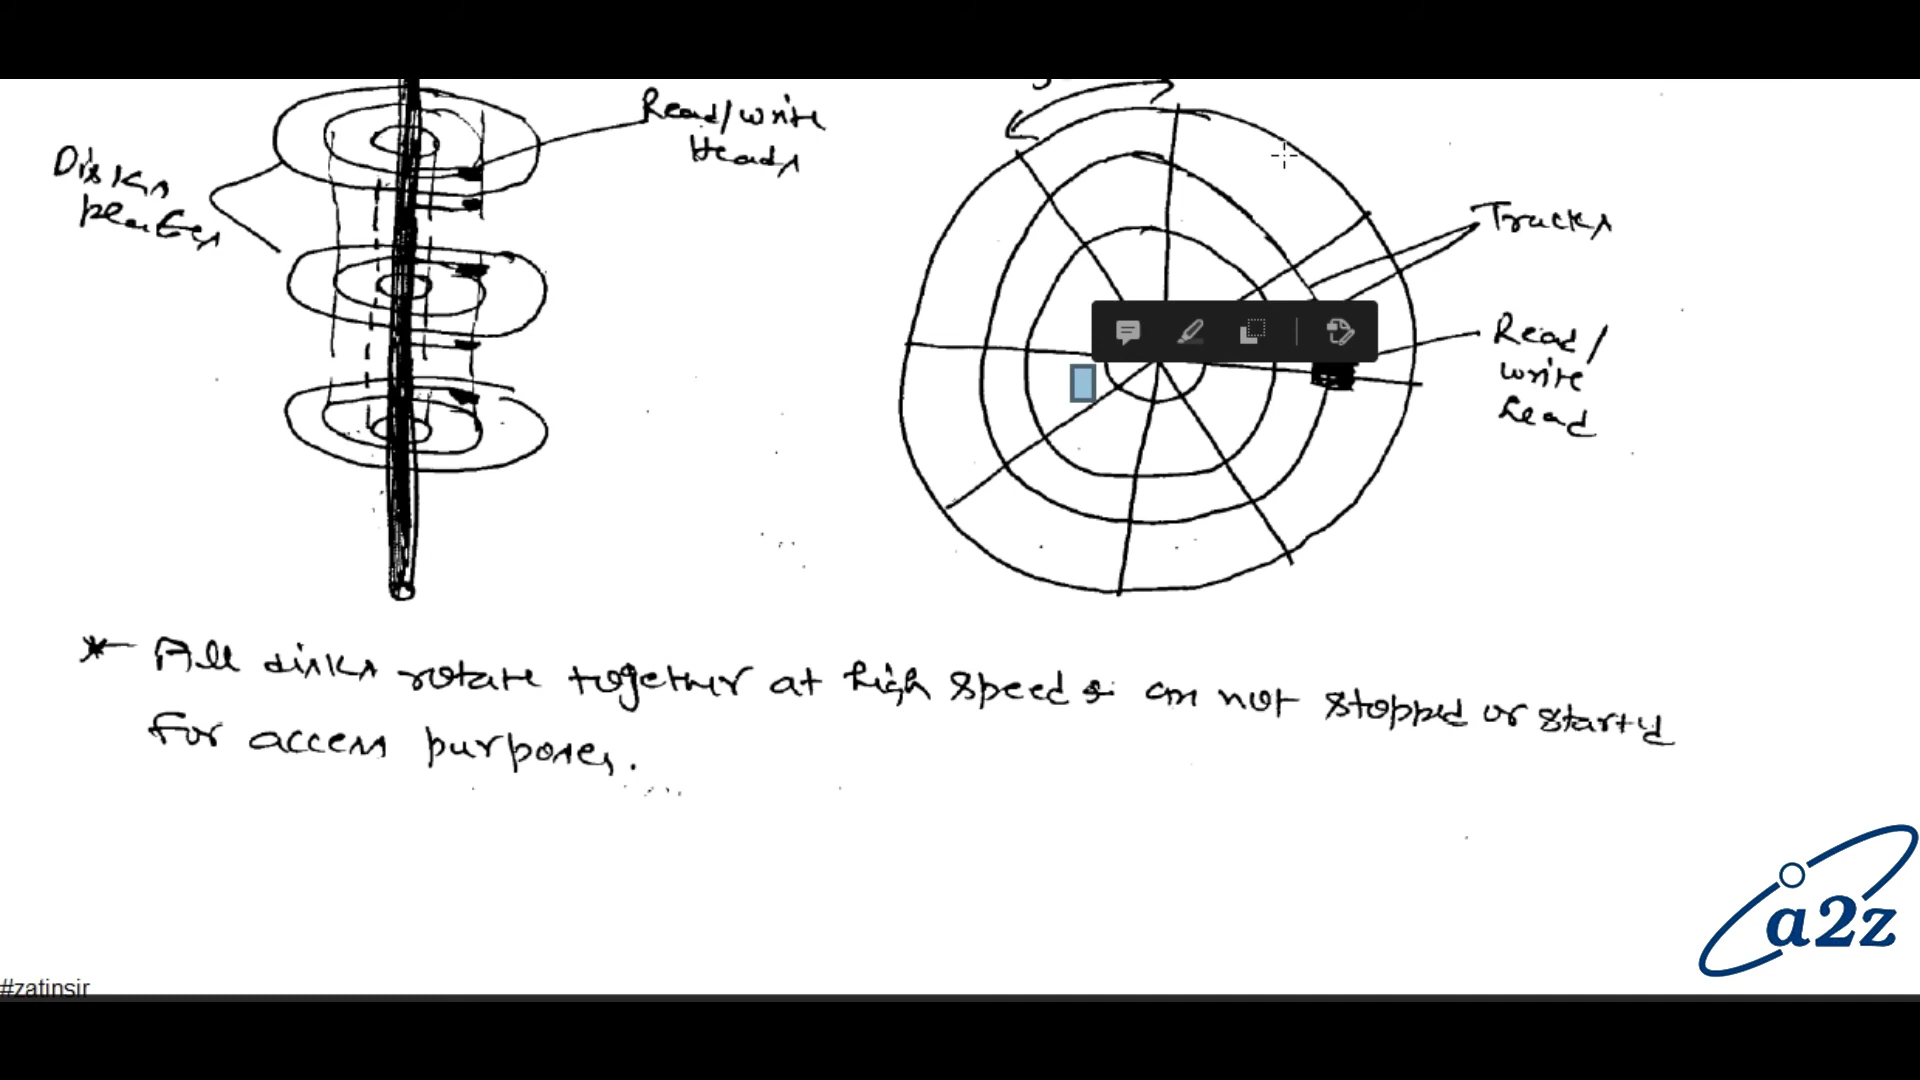 Read/write
Heads
Disks
platters
Tracks
Read/
write
head
* All disks rotate together at high speed & can not stopped or started
for access purposes.
a2z
#zatinsir